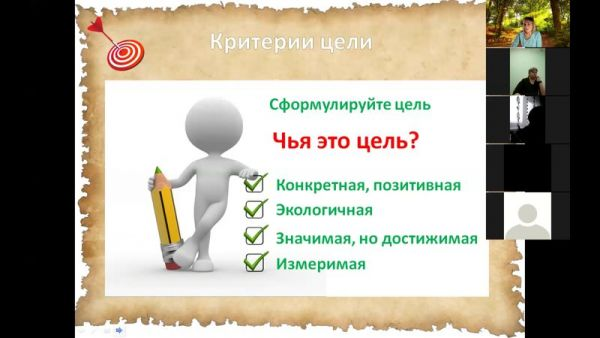 Критерии цели
Сформулируйте цель
Чья это цель?
Конкретная, позитивная
Экологичная
Значимая, но достижимая
Измеримая